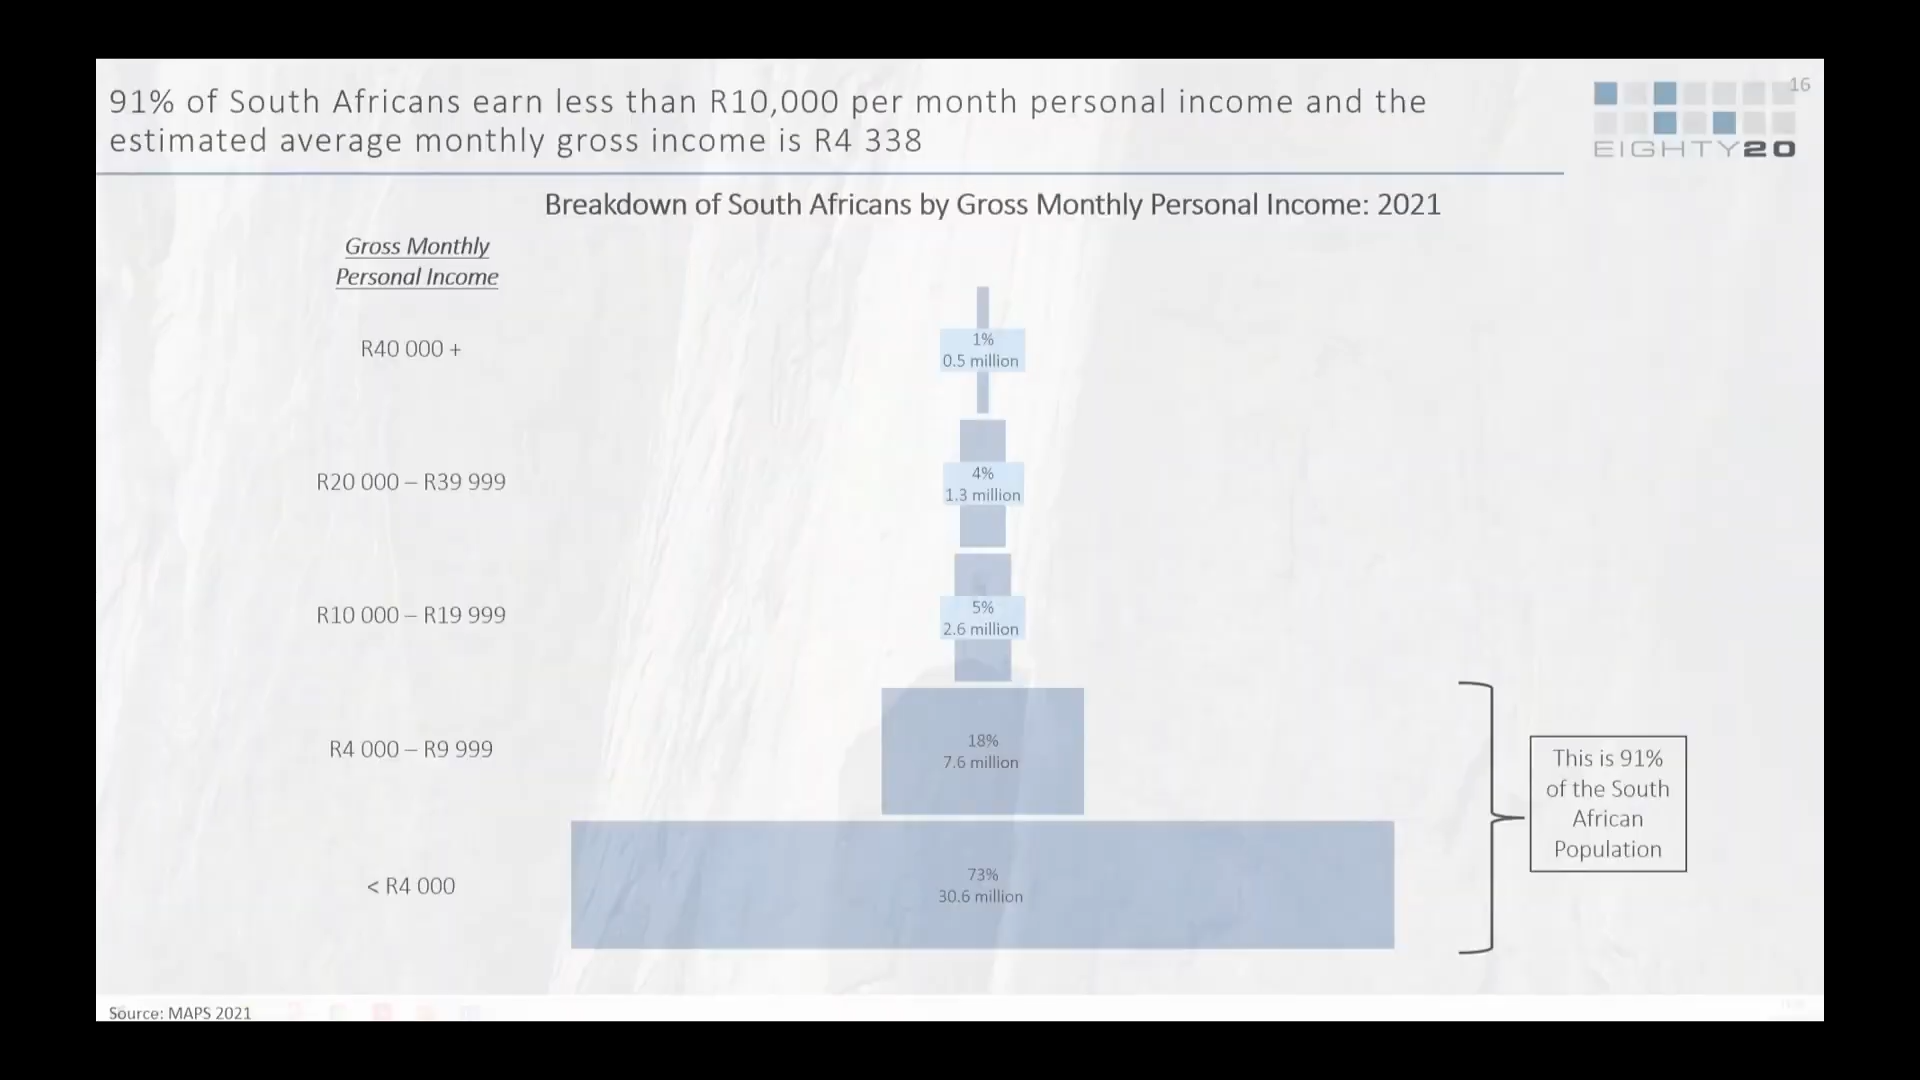 91% of South Africans earn less than R10,000 per month personal income and the
estimated average monthly gross income is R4 338
16
EIGHTY20
Breakdown of South Africans by Gross Monthly Personal Income: 2021
Gross Monthly
Personal Income
R40 000 +
1%
0.5 million
R20 000 – R39 999
4%
1.3 million
R10 000 – R19 999
5%
2.6 million
R4 000 – R9 999
18%
7.6 million
< R4 000
73%
30.6 million
This is 91%
of the South
African
Population
Source: MAPS 2021